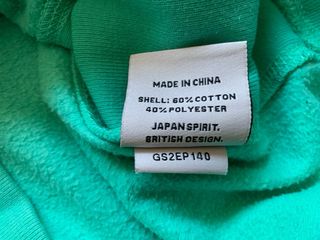 MADE IN CHINA
SHELL: 60% COTTON
40% POLYESTER
JAPAN SPIRIT.
BRITISH DESIGN.
GS2EP140